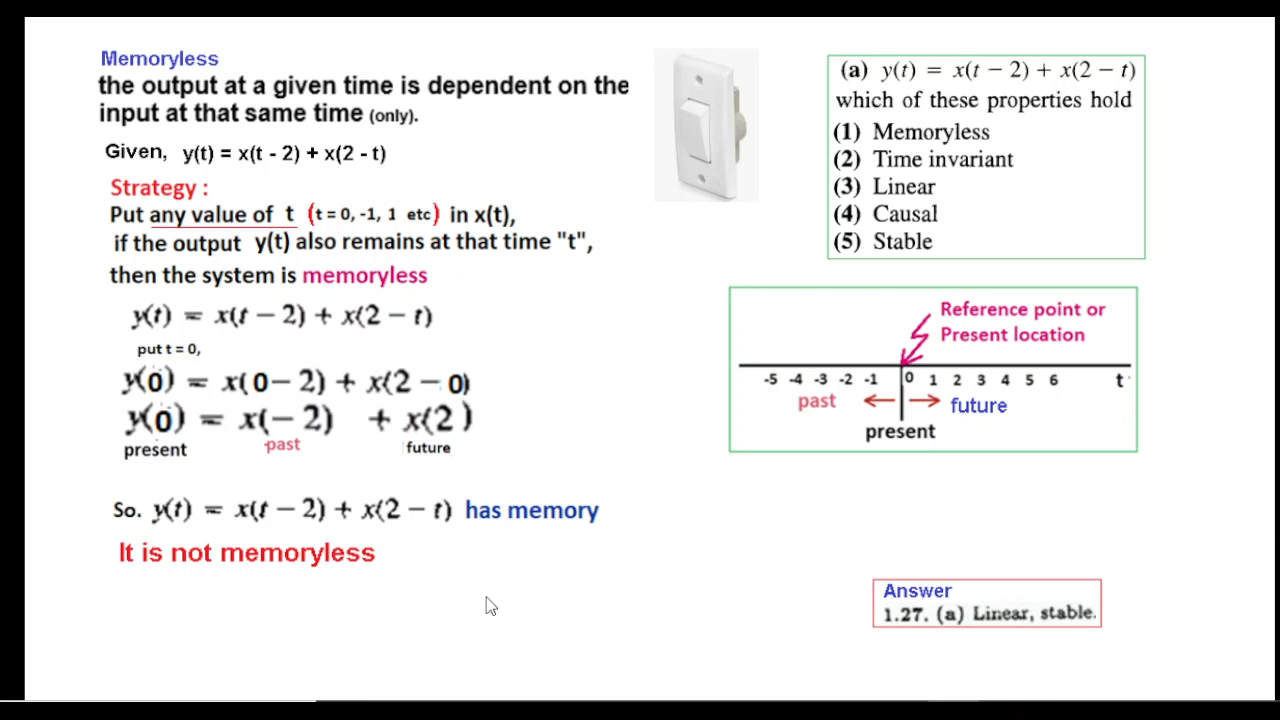 Memoryless
the output at a given time is dependent on the
input at that same time (only).
Given, y(t) = x(t - 2) + x(2 - t)
Strategy :
Put any value of t (t = 0, -1, 1 etc) in x(t),
if the output y(t) also remains at that time "t",
then the system is memoryless
y(t) = x(t − 2) + x(2 − t)
put t = 0,
y(0) = x(0 − 2) + x(2 − 0)
y(0) = x(− 2) + x(2)
present past future
So. y(t) = x(t − 2) + x(2 − t) has memory
It is not memoryless
(a) y(t) = x(t − 2) + x(2 − t)
which of these properties hold
(1) Memoryless
(2) Time invariant
(3) Linear
(4) Causal
(5) Stable
Reference point or
Present location
-5 -4 -3 -2 -1 0 1 2 3 4 5 6 t
past future
present
Answer
1.27. (a) Linear, stable.